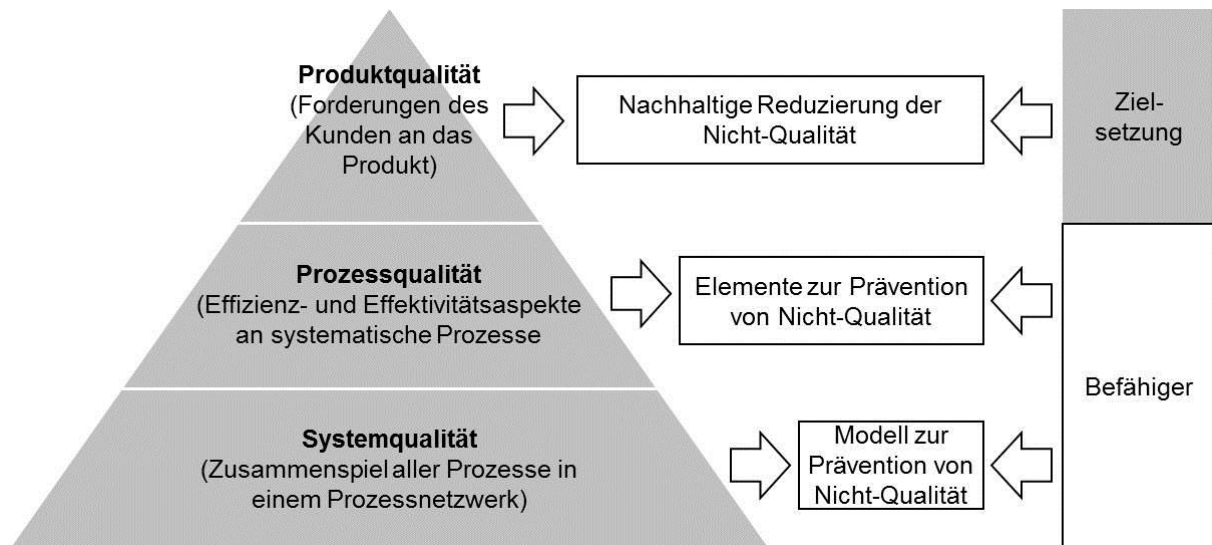 Produktqualität
(Forderungen des
Kunden an das
Produkt)
Nachhaltige Reduzierung der
Nicht-Qualität
Ziel-
setzung
Prozessqualität
(Effizienz- und Effektivitätsaspekte
an systematische Prozesse
Elemente zur Prävention
von Nicht-Qualität
Befähiger
Systemqualität
(Zusammenspiel aller Prozesse in
einem Prozessnetzwerk)
Modell zur
Prävention von
Nicht-Qualität